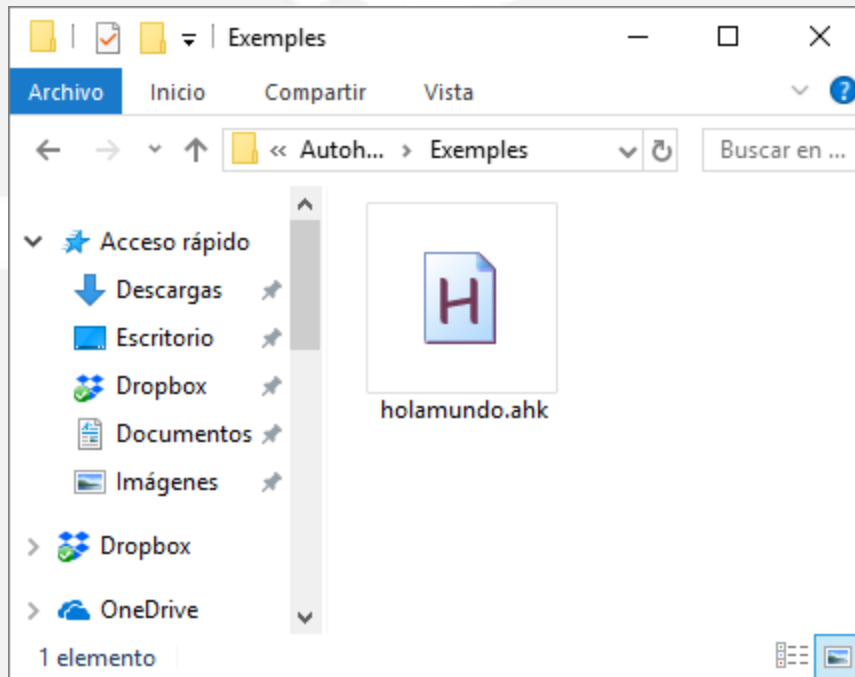 Exemples
Archivo Inicio Compartir Vista ?
« Autoh... > Exemples Buscar en ...
Acceso rápido
Descargas
Escritorio
Dropbox
Documentos
Imágenes
Dropbox
OneDrive
H
holamundo.ahk
1 elemento